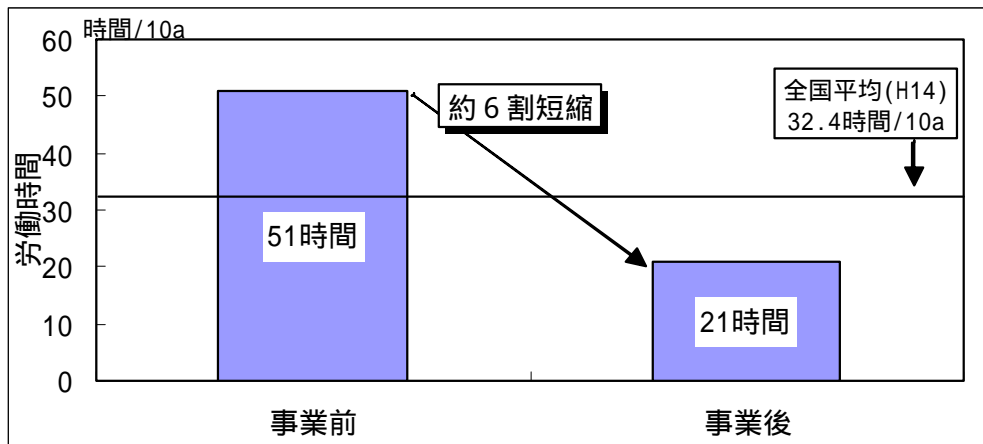 時間/10a
60
50
40
30
20
10
0
労働時間
約6割短縮
全国平均(H14)
32.4時間/10a
51時間
21時間
事業前
事業後